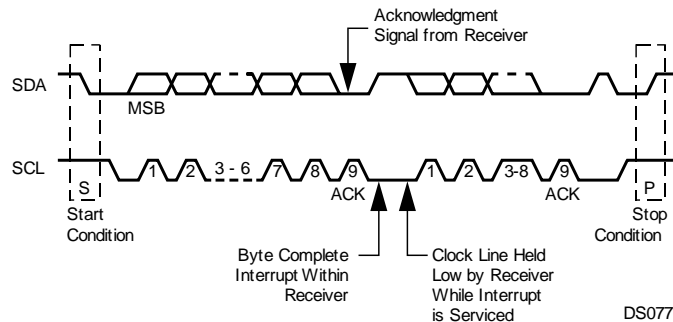 Acknowledgment
Signal from Receiver
SDA
MSB
SCL
1 2 3 - 6 7 8 9 1 2 3-8 9
S
ACK
ACK
P
Start
Condition
Stop
Condition
Byte Complete
Interrupt Within
Receiver
Clock Line Held
Low by Receiver
While Interrupt
is Serviced
DS077